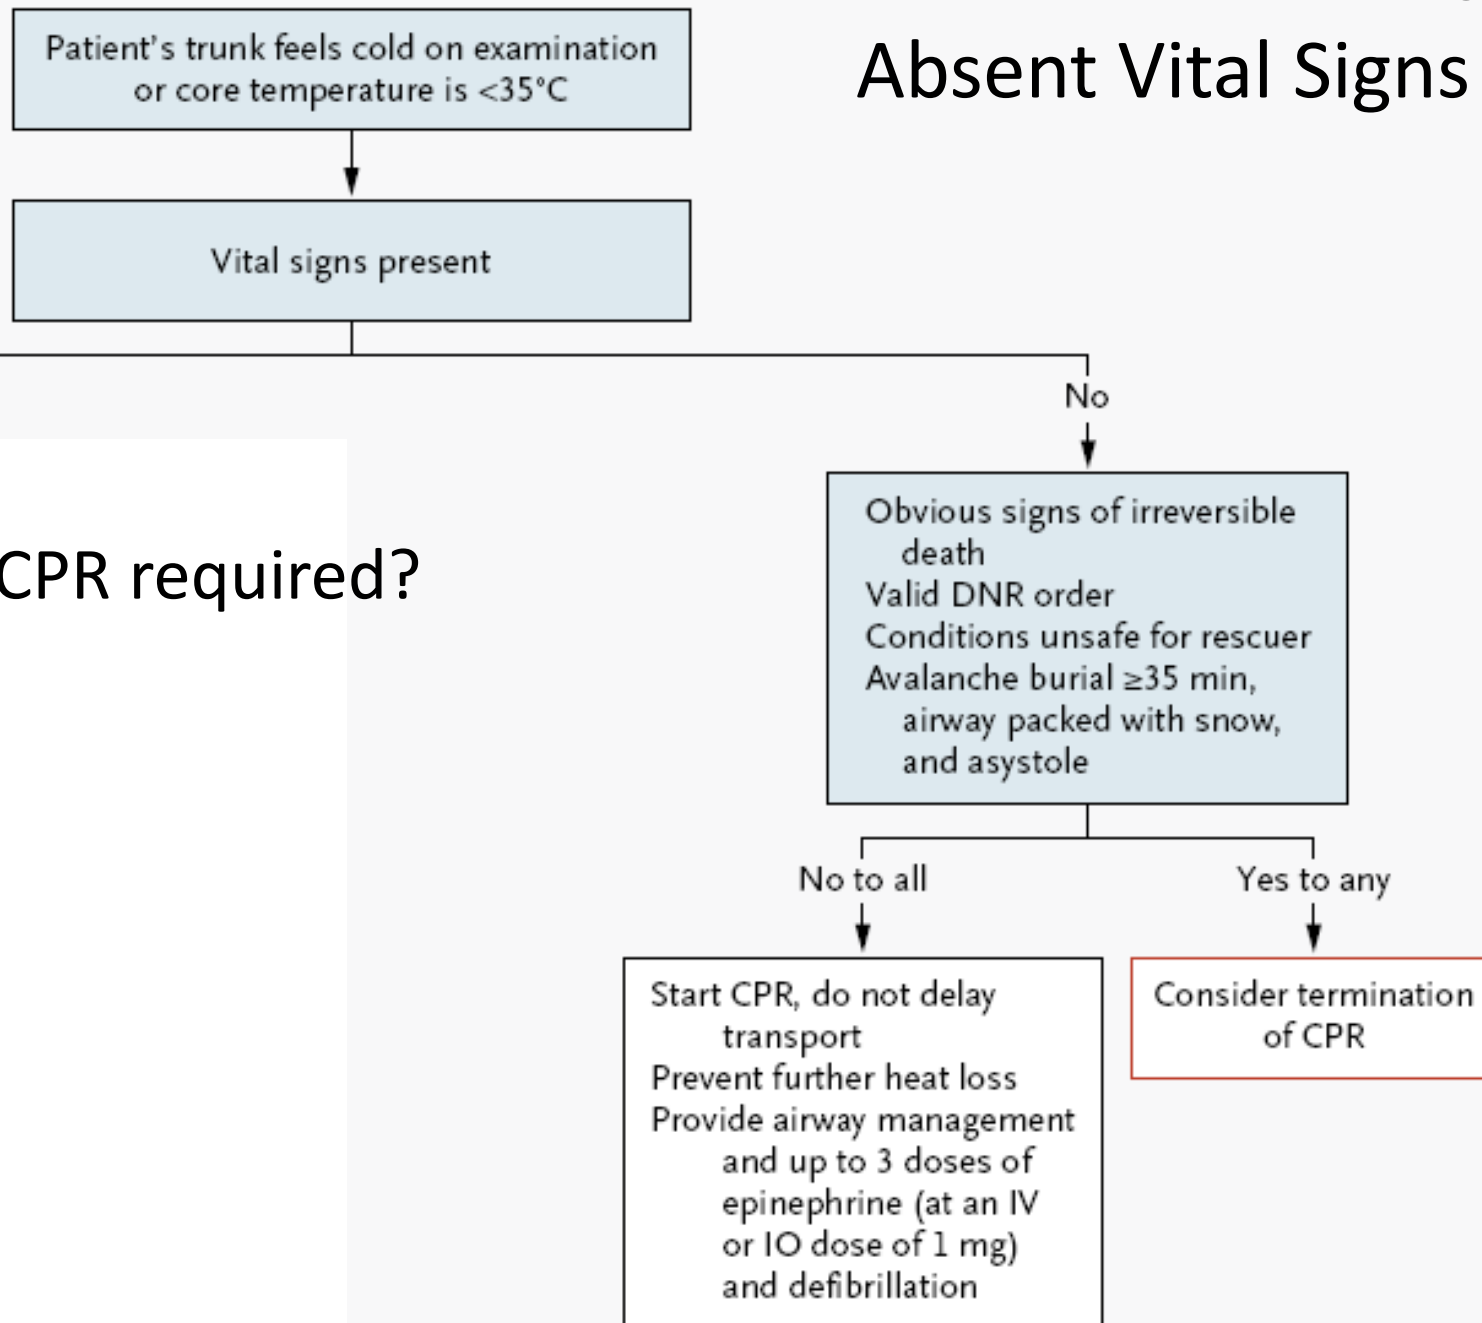 Patient's trunk feels cold on examination
or core temperature is <35°C
Absent Vital Signs
Vital signs present
No
CPR required?
Obvious signs of irreversible
death
Valid DNR order
Conditions unsafe for rescuer
Avalanche burial ≥35 min,
airway packed with snow,
and asystole
No to all
Yes to any
Start CPR, do not delay
transport
Prevent further heat loss
Provide airway management
and up to 3 doses of
epinephrine (at an IV
or IO dose of 1 mg)
and defibrillation
Consider termination
of CPR